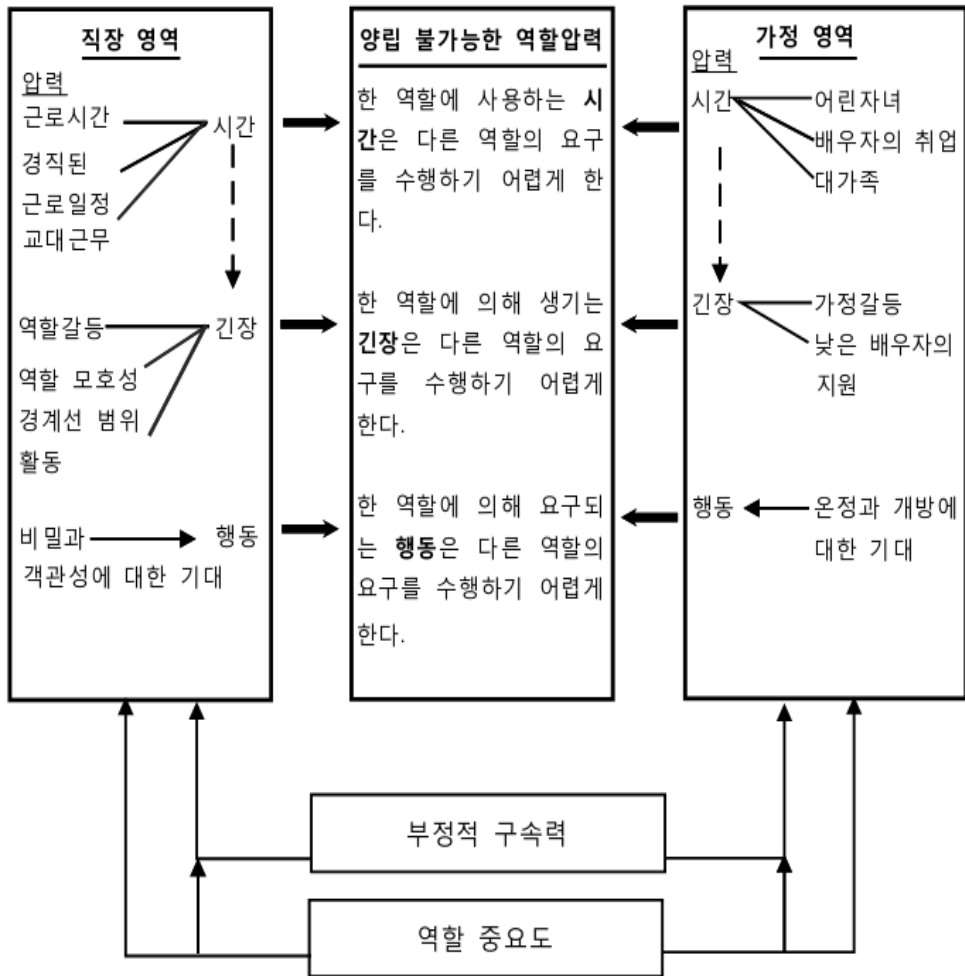 직장 영역
압력
근로시간
시간
경직된
근로일정
교대근무
역할갈등
긴장
역할 모호성
경계선 범위
활동
비밀과
행동
객관성에 대한 기대
양립 불가능한 역할압력
한 역할에 사용하는 시
간은 다른 역할의 요구
를 수행하기 어렵게 한
다.
한 역할에 의해 생기는
긴장은 다른 역할의 요
구를 수행하기 어렵게
한다.
한 역할에 의해 요구되
는 행동은 다른 역할의
요구를 수행하기 어렵게
한다.
가정 영역
압력
시간
어린자녀
배우자의 취업
대가족
긴장
가정갈등
낮은 배우자의
지원
행동
온정과 개방에
대한 기대
부정적 구속력
역할 중요도